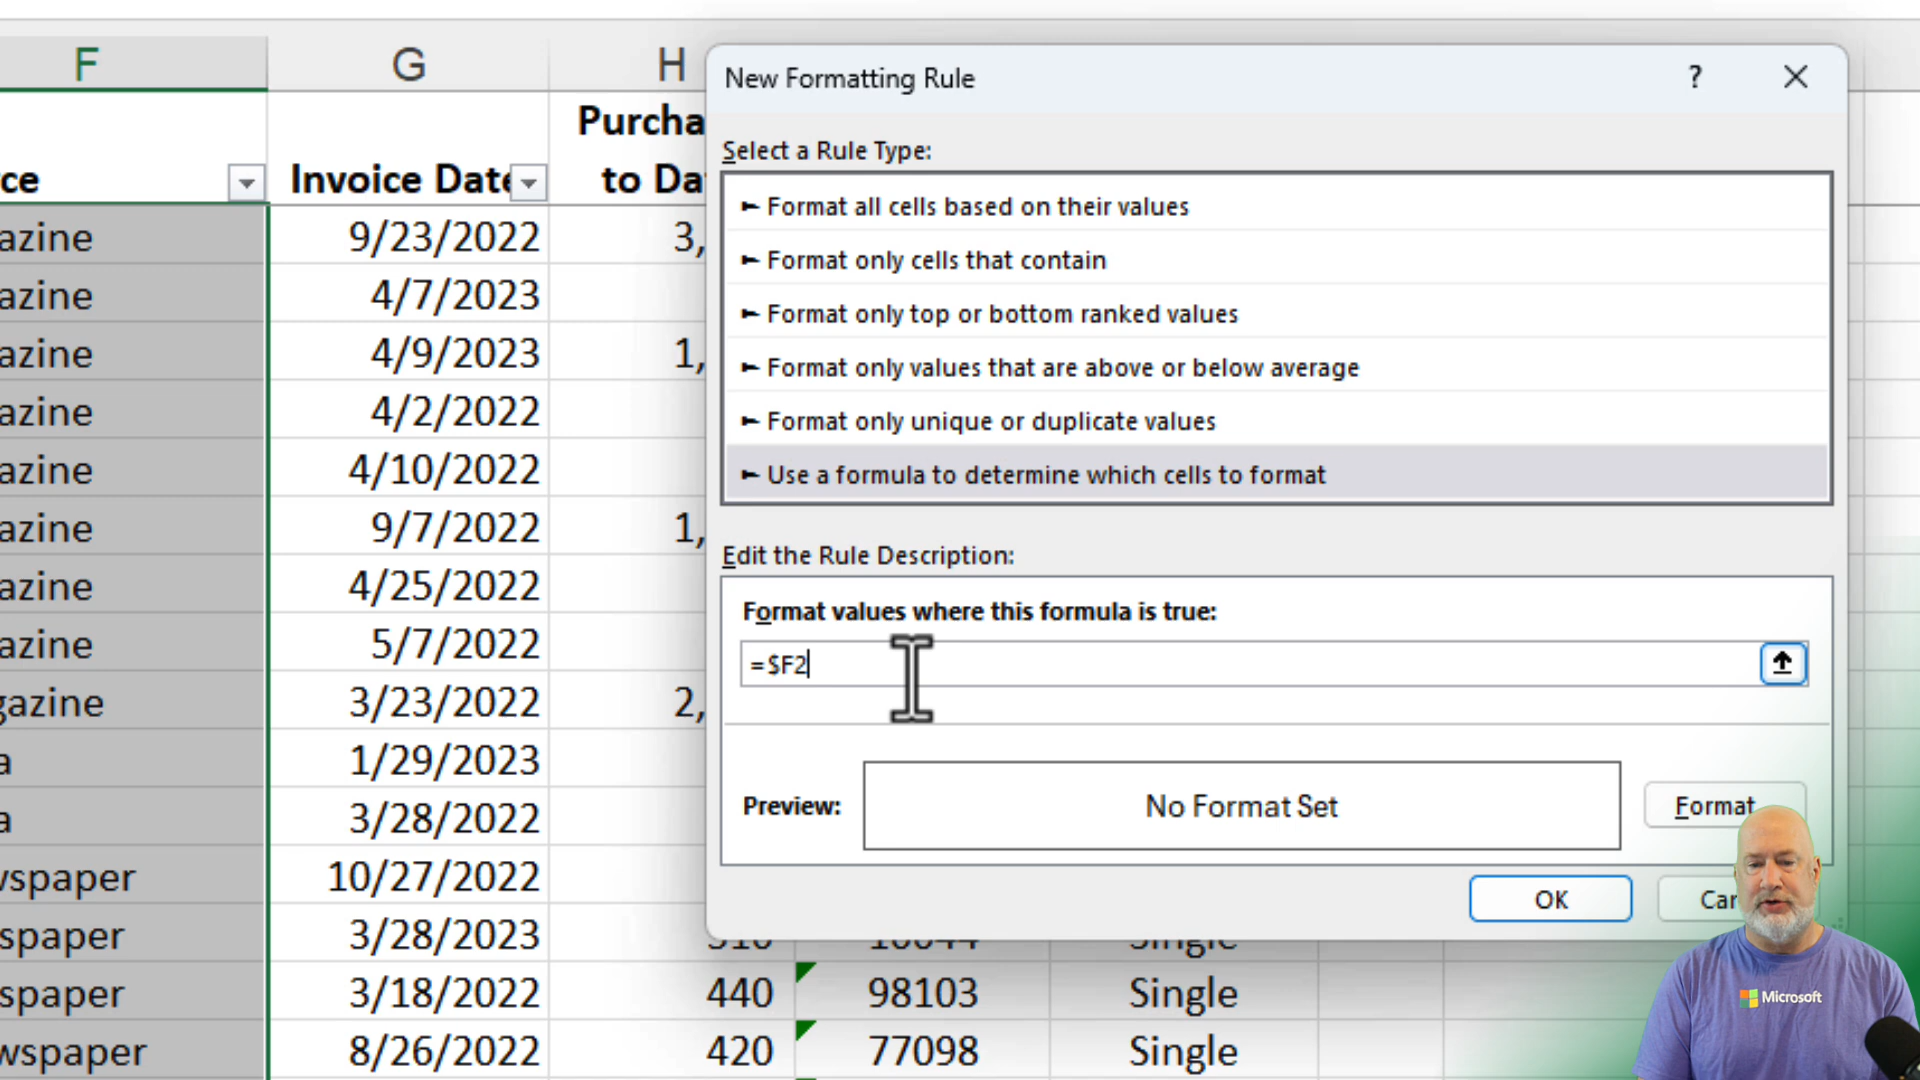 F G H
Purcha
ce Invoice Date to Da
azine 9/23/2022 3,
azine 4/7/2023
azine 4/9/2023 1,
azine 4/2/2022
azine 4/10/2022
azine 9/7/2022 1,
azine 4/25/2022
azine 5/7/2022
gazine 3/23/2022 2,
a 1/29/2023
a 3/28/2022
wspaper 10/27/2022
spaper 3/28/2023 Single
spaper 3/18/2022 440 98103 Single
wspaper 8/26/2022 420 77098 Single
New Formatting Rule ?
Select a Rule Type:
► Format all cells based on their values
► Format only cells that contain
► Format only top or bottom ranked values
► Format only values that are above or below average
► Format only unique or duplicate values
► Use a formula to determine which cells to format
Edit the Rule Description:
Format values where this formula is true:
=$F2
Preview: No Format Set Format
OK Can
Microsoft